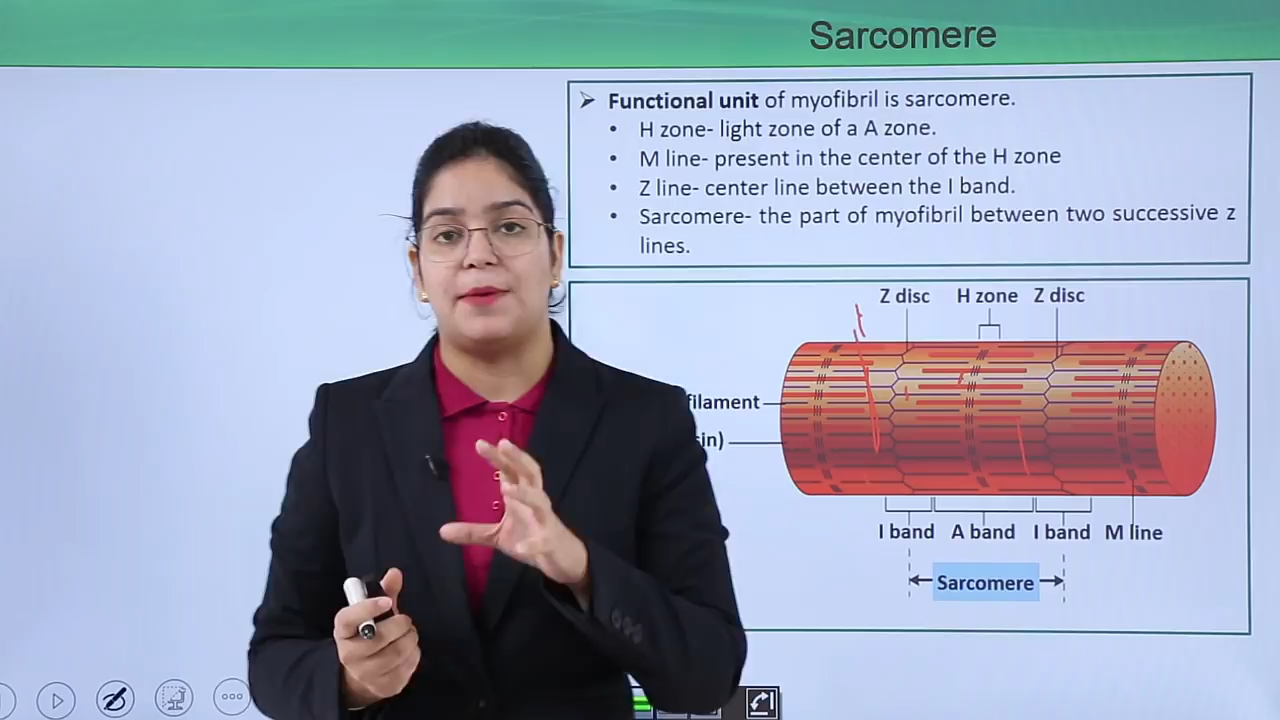 Sarcomere
➢ Functional unit of myofibril is sarcomere.
• H zone- light zone of a A zone.
• M line- present in the center of the H zone
• Z line- center line between the I band.
• Sarcomere- the part of myofibril between two successive z
lines.
Z disc H zone Z disc
filament
in)
I band A band I band M line
Sarcomere